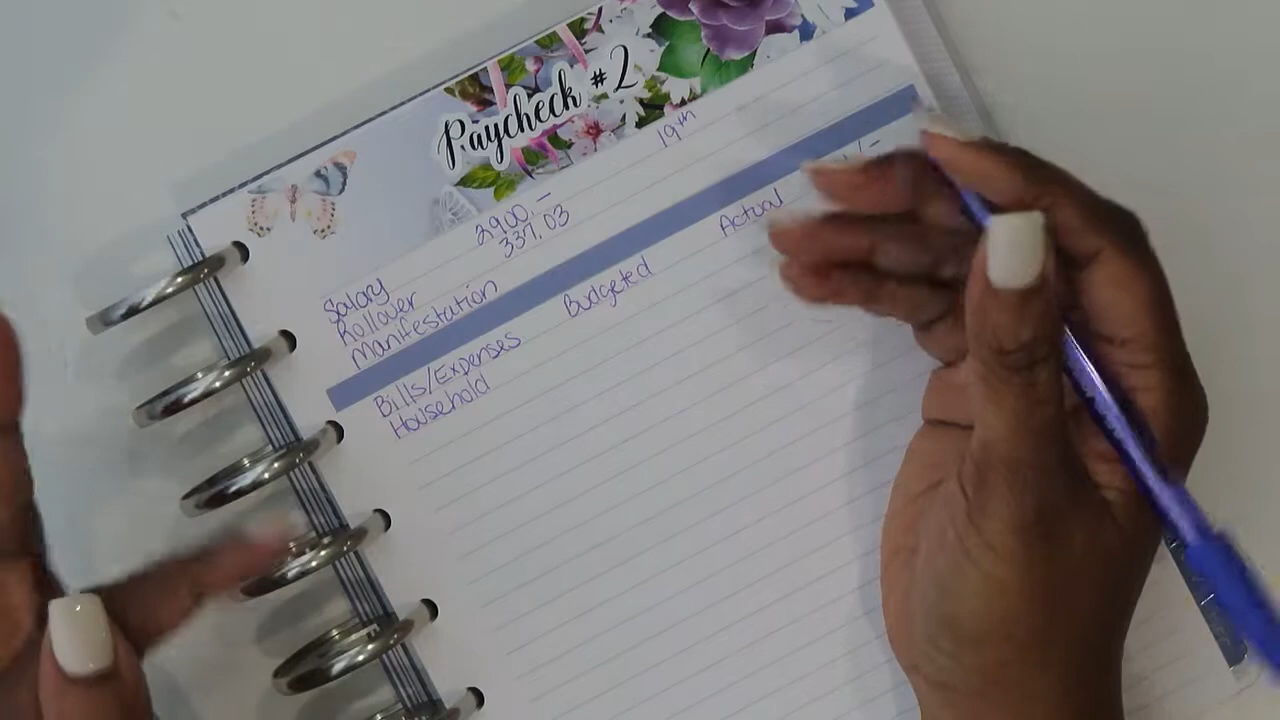 Paycheck #2
19th
Salary 2900.-
Rollover 337.03
Manifestation
Bills/Expenses Budgeted Actual +/-
Household